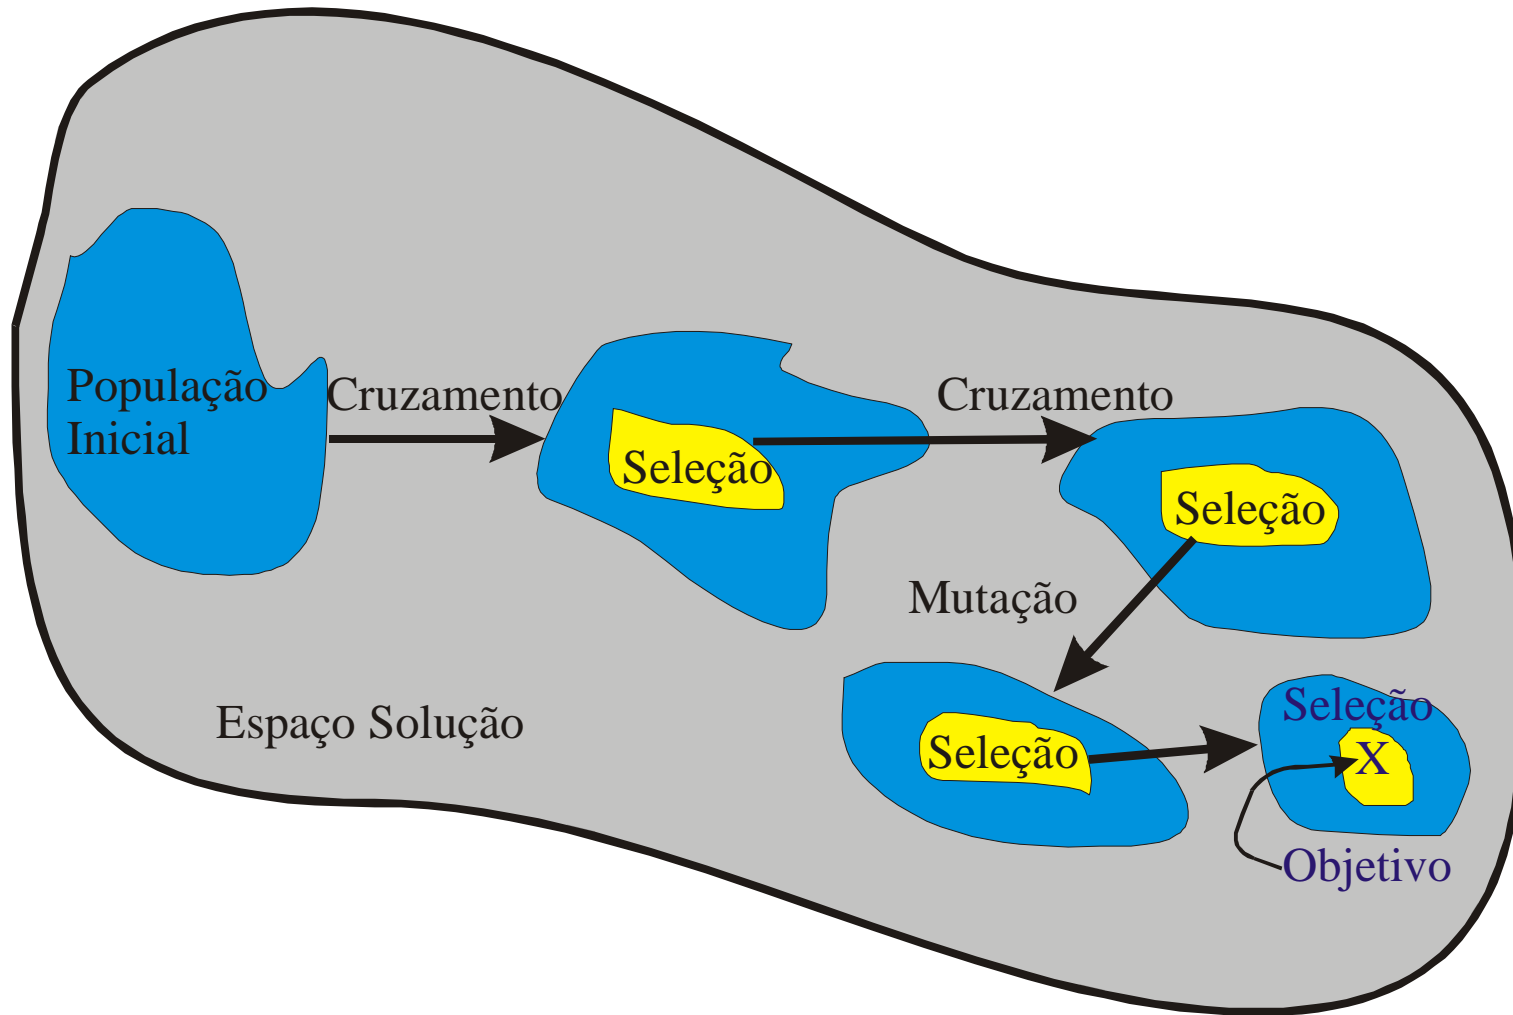 População
Inicial
Cruzamento
Seleção
Cruzamento
Seleção
Mutação
Espaço Solução
Seleção
Seleção
X
Objetivo